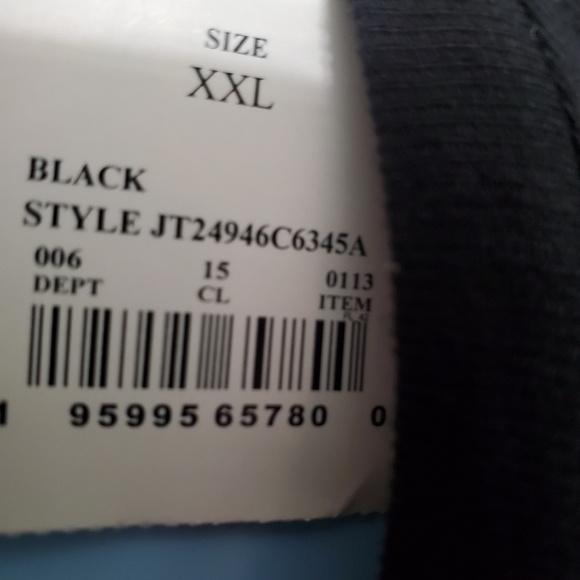 SIZE
XXL
BLACK
STYLE JT24946C6345A
006 15 0113
DEPT CL ITEM
95995 65780 0